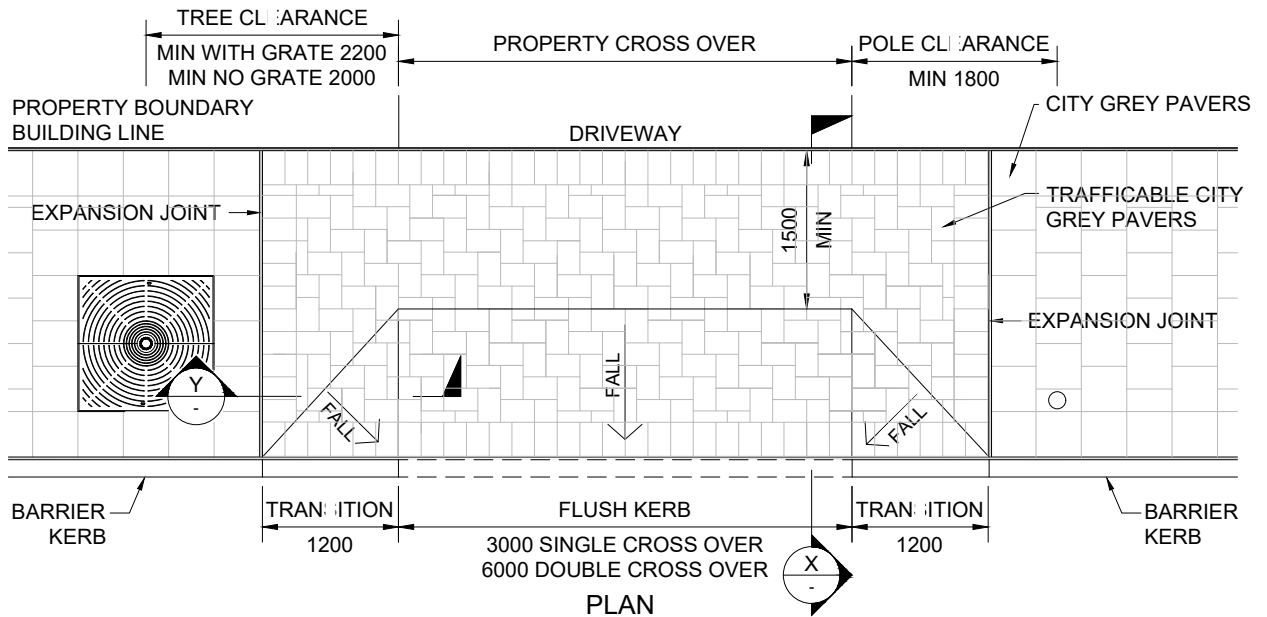 TREE CLEARANCE
MIN WITH GRATE 2200
MIN NO GRATE 2000
PROPERTY CROSS OVER
POLE CLEARANCE
MIN 1800
PROPERTY BOUNDARY
BUILDING LINE
DRIVEWAY
CITY GREY PAVERS
EXPANSION JOINT
1500
MIN
TRAFFICABLE CITY
GREY PAVERS
EXPANSION JOINT
Y
-
FALL
FALL
FALL
BARRIER
KERB
TRANSITION
1200
FLUSH KERB
3000 SINGLE CROSS OVER
6000 DOUBLE CROSS OVER
TRANSITION
1200
BARRIER
KERB
X
-
PLAN